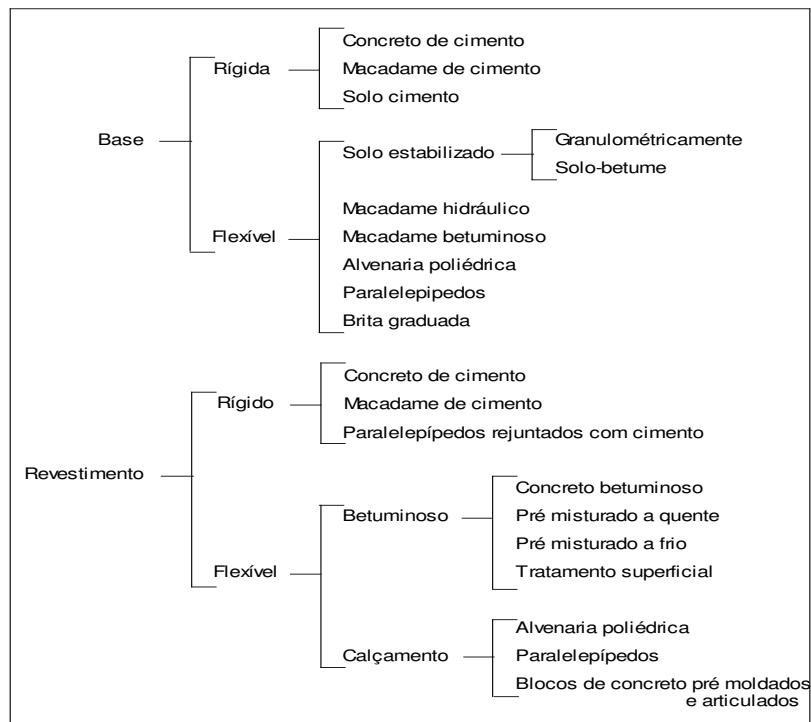 Concreto de cimento
Rígida
Macadame de cimento
Solo cimento
Base
Solo estabilizado
Granulométricamente
Solo-betume
Macadame hidráulico
Flexível
Macadame betuminoso
Alvenaria poliédrica
Paralelepipedos
Brita graduada
Concreto de cimento
Rígido
Macadame de cimento
Paralelepípedos rejuntados com cimento
Revestimento
Concreto betuminoso
Betuminoso
Pré misturado a quente
Pré misturado a frio
Flexível
Tratamento superficial
Alvenaria poliédrica
Calçamento
Paralelepípedos
Blocos de concreto pré moldados
e articulados